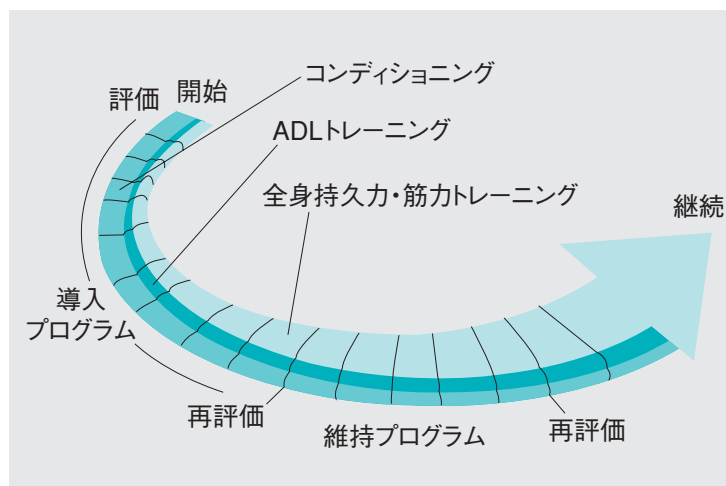 コンディショニング
評価 開始
ADLトレーニング
全身持久力・筋力トレーニング
継続
導入
プログラム
再評価
維持プログラム
再評価